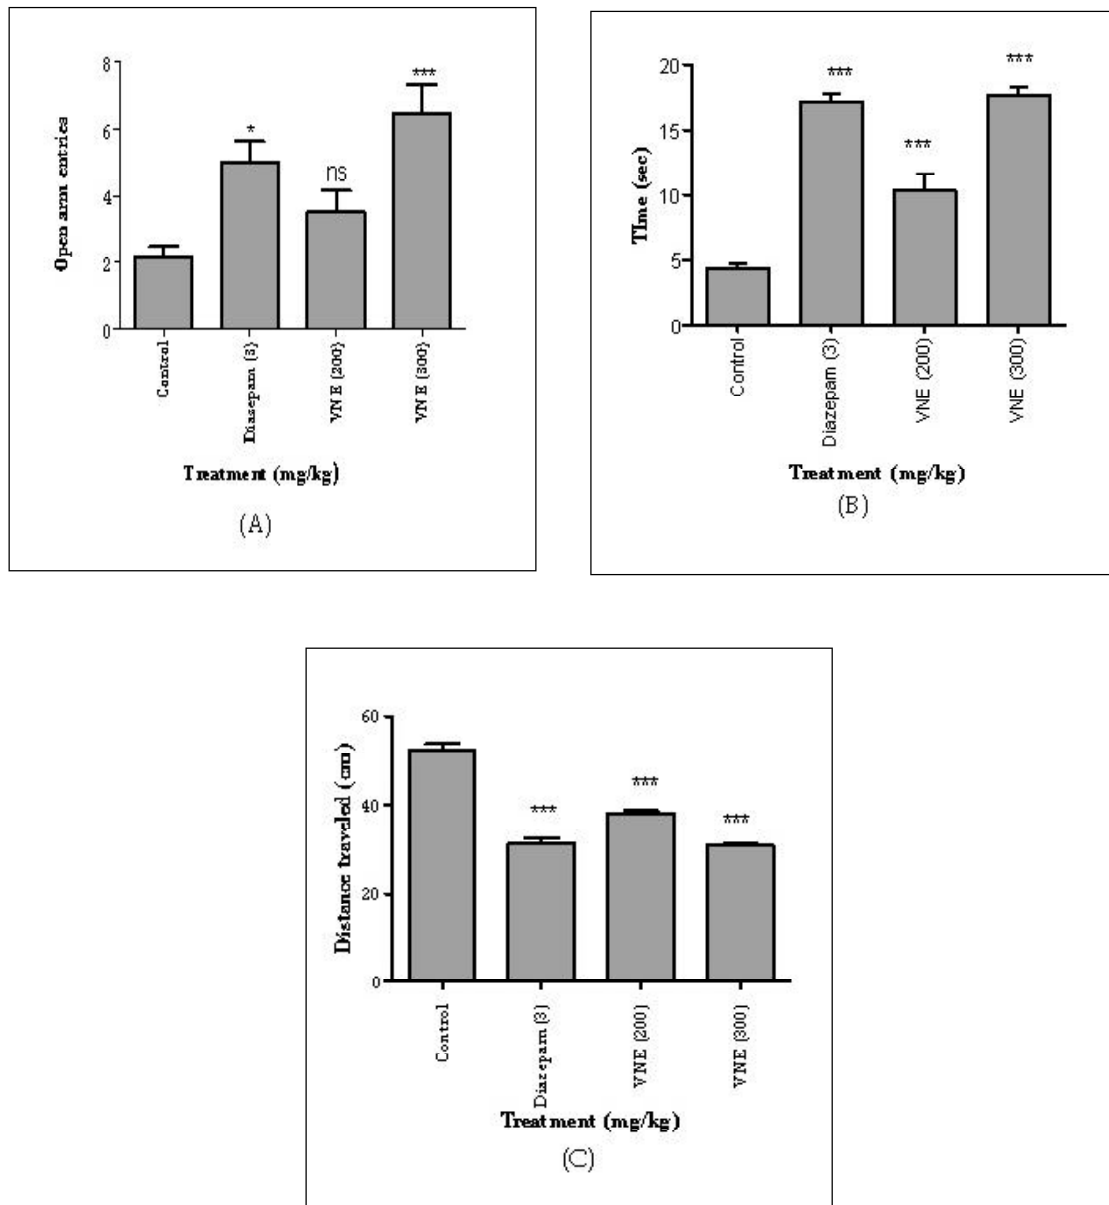 8
6
4
2
0
Open arm entries
*
ns
***
Control
Diazepam (3)
VNE (200)
VNE (300)
Treatment (mg/kg)
(A)
20
15
10
5
0
TIme (sec)
***
***
***
Control
Diazepam (3)
VNE (200)
VNE (300)
Treatment (mg/kg)
(B)
60
40
20
0
Distance traveled (cm)
***
***
***
Control
Diazepam (3)
VNE (200)
VNE (300)
Treatment (mg/kg)
(C)